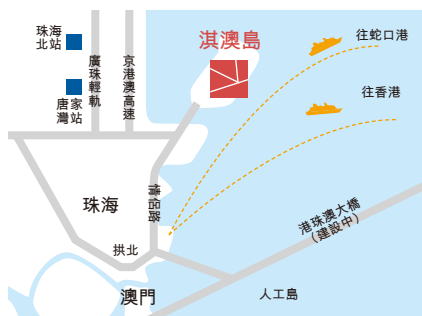 珠海
北站
唐家
灣站
廣珠輕軌
京港澳高速
淇澳島
往蛇口港
往香港
情侶路
珠海
拱北
澳門
港珠澳大橋
(建設中)
人工島